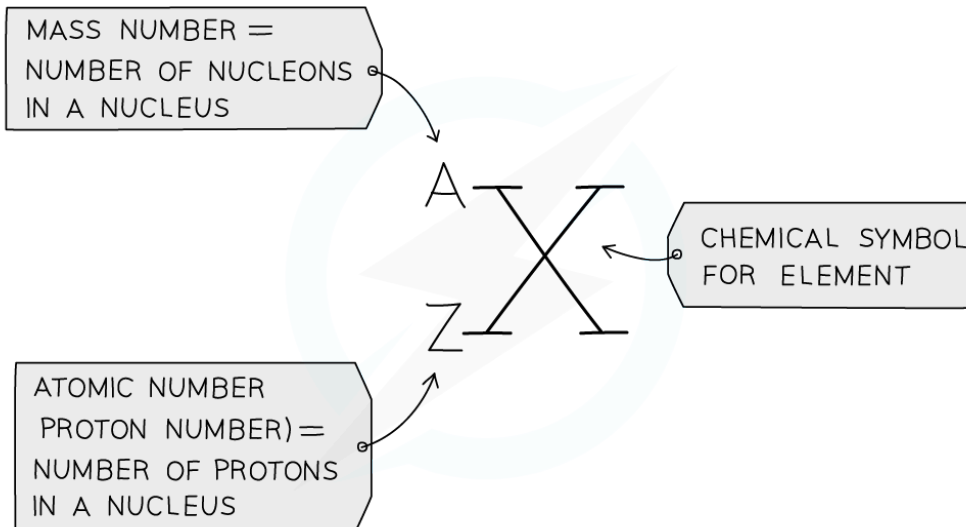 MASS NUMBER =
NUMBER OF NUCLEONS
IN A NUCLEUS
A
X
CHEMICAL SYMBOL
FOR ELEMENT
Z
ATOMIC NUMBER
PROTON NUMBER) =
NUMBER OF PROTONS
IN A NUCLEUS